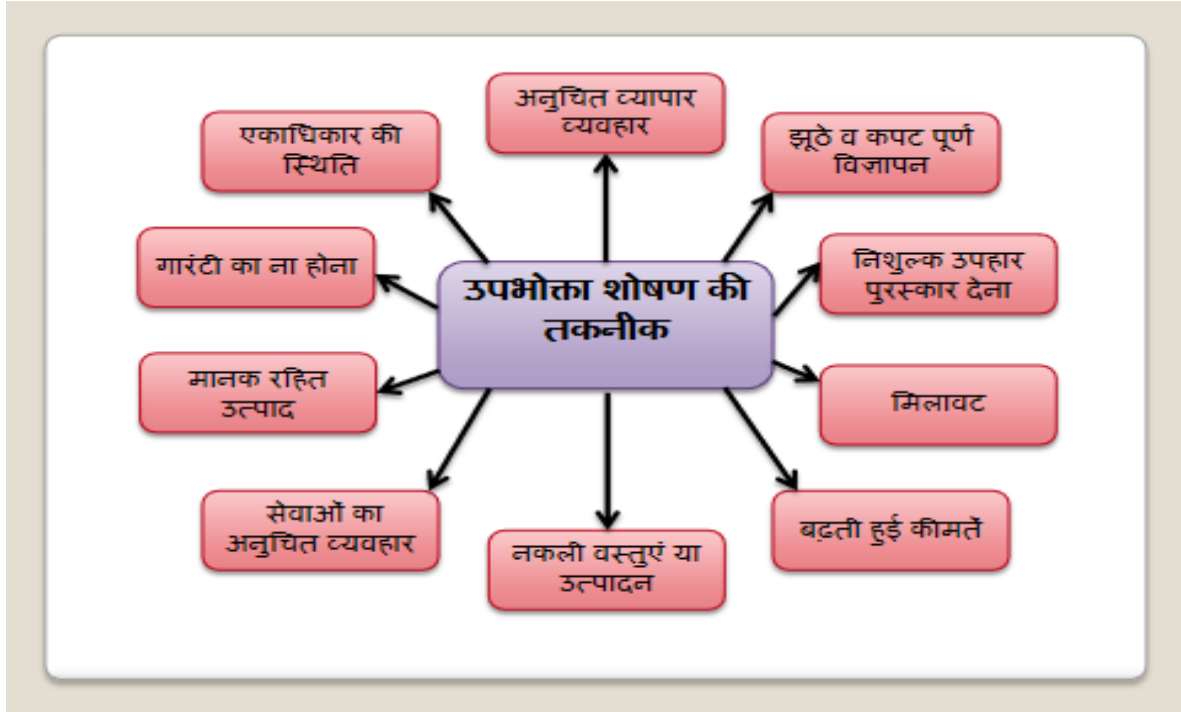 अनुचित व्यापार
व्यवहार
एकाधिकार की
स्थिति
झूठे व कपट पूर्ण
विज्ञापन
गारंटी का ना होना
निशुल्क उपहार
पुरस्कार देना
उपभोक्ता शोषण की
तकनीक
मानक रहित
उत्पाद
मिलावट
सेवाओं का
अनुचित व्यवहार
नकली वस्तुएं या
उत्पादन
बढ़ती हुई कीमतें